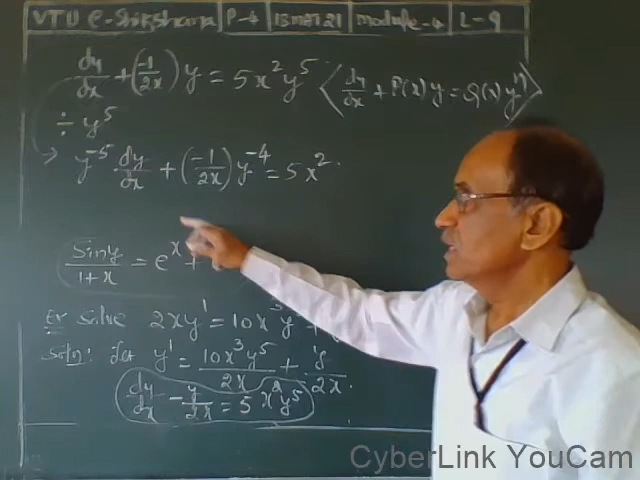 VTU e-Shikshana P-4 15MAT21 Module-4 L-9
dy/dx + (-1/2x) y = 5x²y⁵ ⟨dy/dx + P(x) y = Q(x) yⁿ⟩
÷ y⁵
→ y⁻⁵ dy/dx + (-1/2x) y⁻⁴ = 5x².
Sin y/1+x = eˣ +
Ex: Solve 2xy' = 10x³y⁵ +
Soln: Let y' = 10x³y⁵/2x + y/2x.
dy/dx - y/2x = 5x²y⁵
CyberLink YouCam